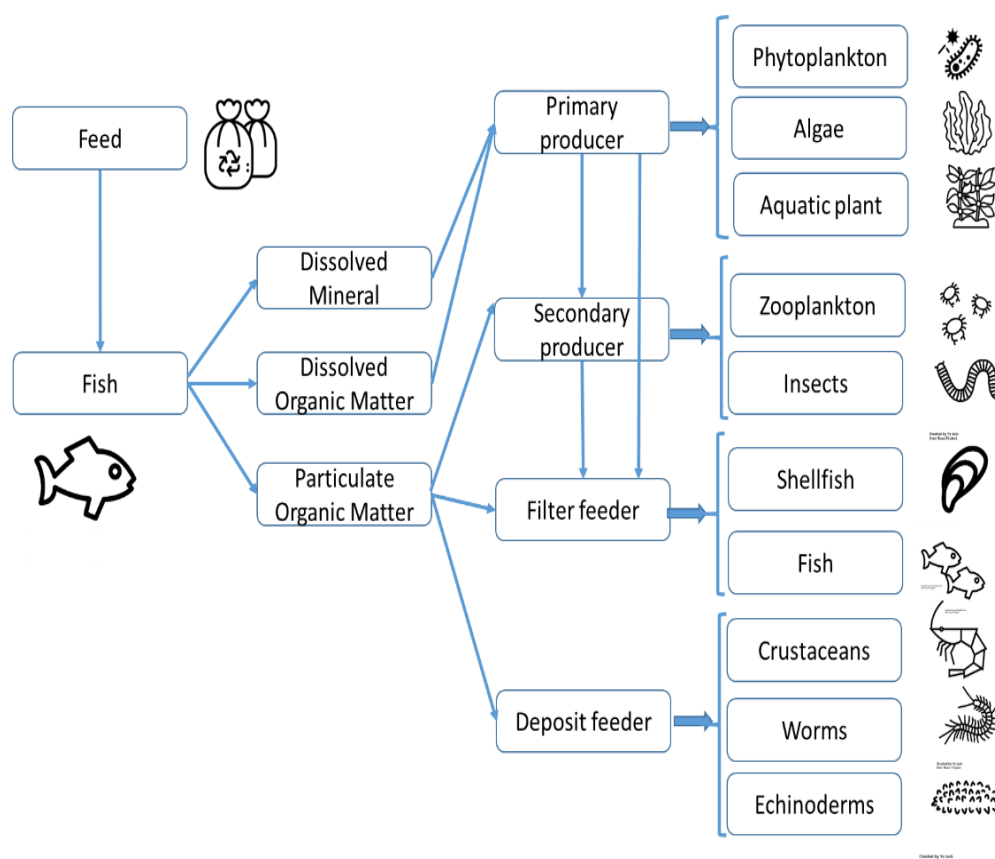 Feed
Fish
Dissolved
Mineral
Dissolved
Organic Matter
Particulate
Organic Matter
Primary
producer
Secondary
producer
Filter feeder
Deposit feeder
Phytoplankton
Algae
Aquatic plant
Zooplankton
Insects
Shellfish
Fish
Crustaceans
Worms
Echinoderms